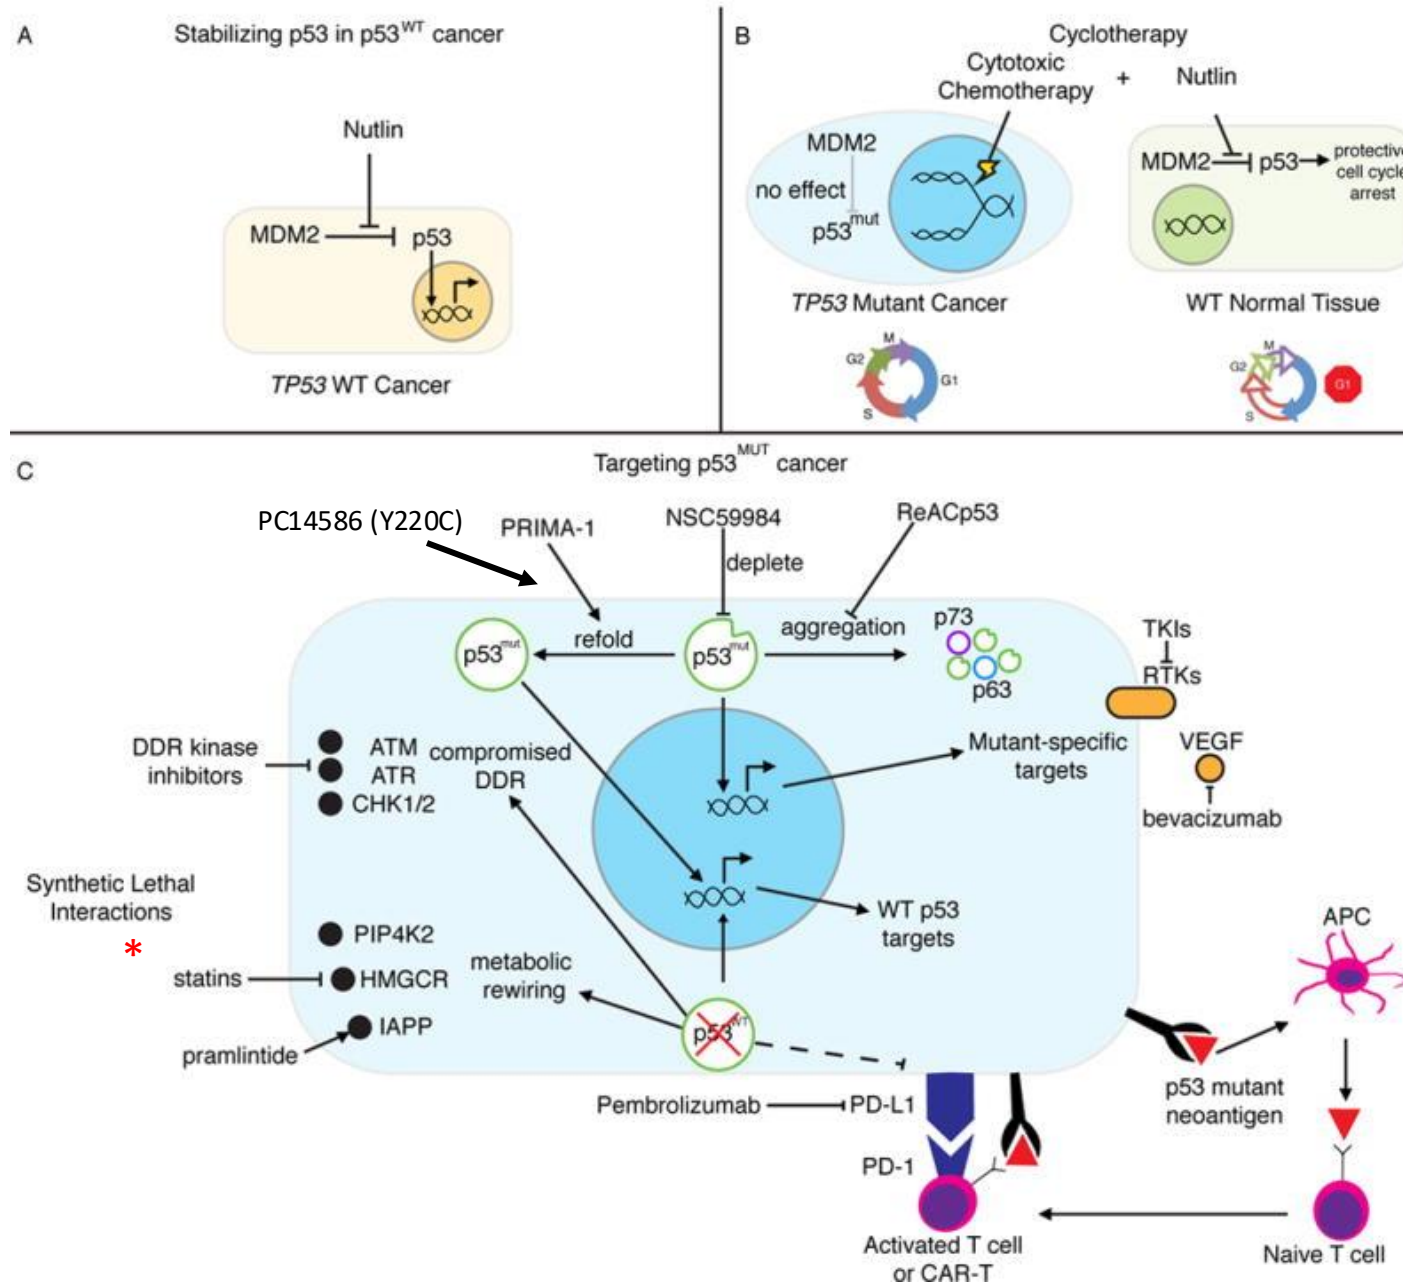 A
Stabilizing p53 in p53WT cancer
Nutlin
MDM2
p53
TP53 WT Cancer
B
Cyclotherapy
Cytotoxic
Chemotherapy
+
Nutlin
MDM2
no effect
p53mut
TP53 Mutant Cancer
M
G2
G1
S
MDM2
p53
protective
cell cycle
arrest
WT Normal Tissue
M
G2
S
G1
C
Targeting p53MUT cancer
PC14586 (Y220C)
PRIMA-1
NSC59984
ReACp53
deplete
refold
aggregation
p53mut
p53mut
p73
p63
TKIs
RTKs
VEGF
bevacizumab
DDR kinase
inhibitors
ATM
ATR
CHK1/2
compromised
DDR
Mutant-specific
targets
Synthetic Lethal
Interactions
*
PIP4K2
statins
HMGCR
IAPP
pramlintide
metabolic
rewiring
WT p53
targets
p53WT
Pembrolizumab
PD-L1
PD-1
Activated T cell
or CAR-T
APC
p53 mutant
neoantigen
Naive T cell